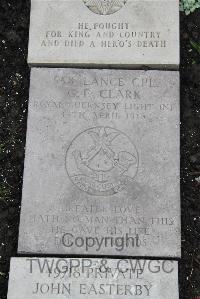 HE FOUGHT
FOR KING AND COUNTRY
AND DIED A HERO'S DEATH
LANCE CPL
CLARK
ROYAL GUERNSEY LIGHT INF
APRIL 1918
GREATER LOVE
HATH NO MAN THAN THIS
HE GAVE HIS LIFE
Copyright
TWGPP & CWGC
PRIVATE
JOHN EASTERBY